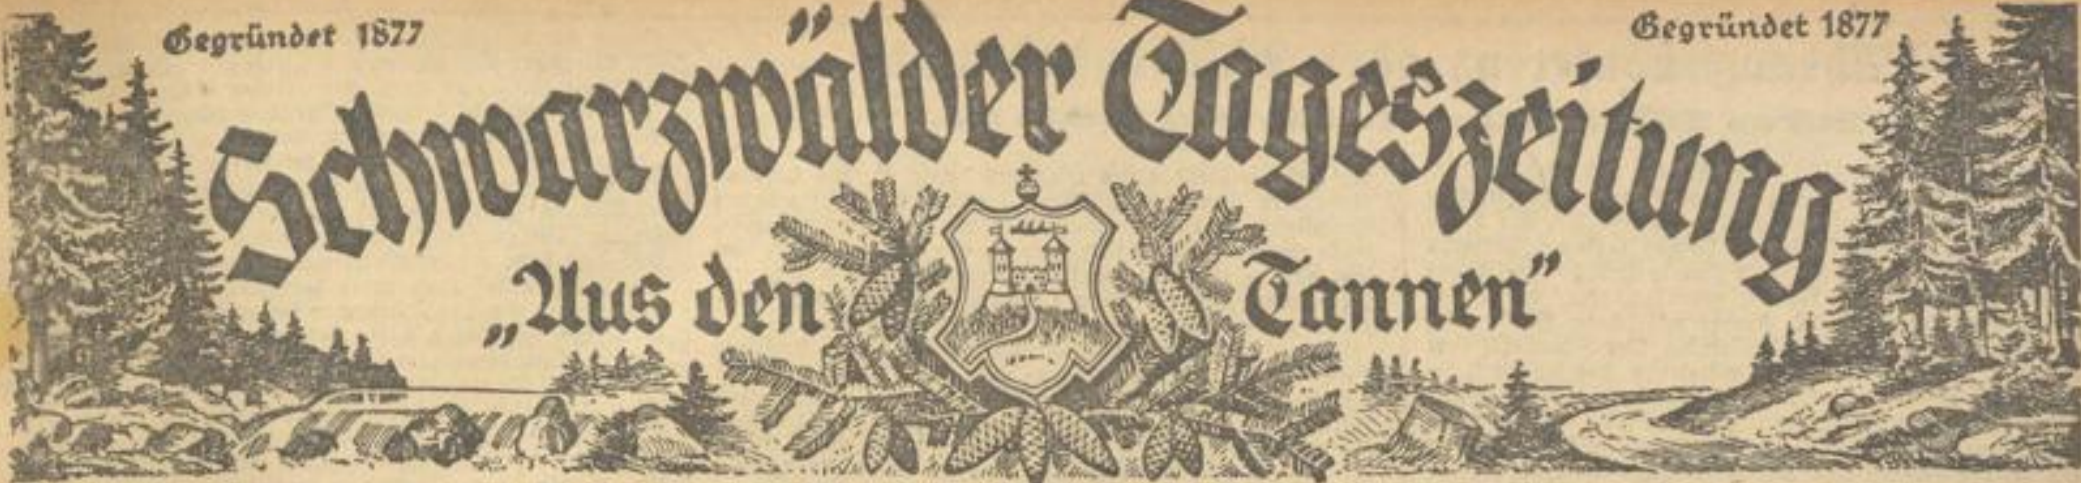 Gegründet 1877
Gegründet 1877
Schwarzwälder Tageszeitung
„Aus den Tannen“